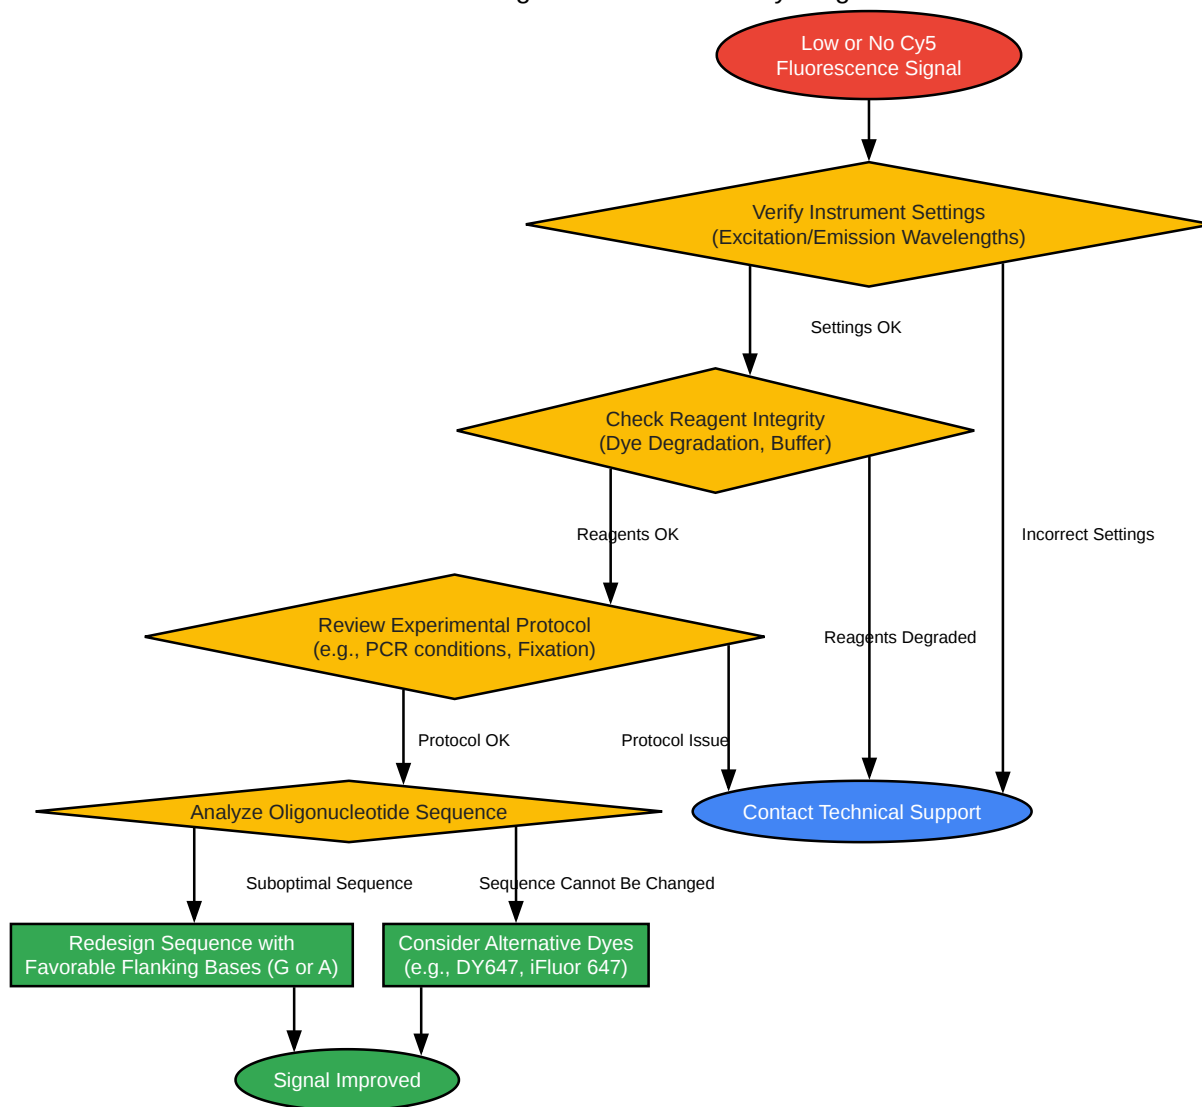 Low or No Cy5
Fluorescence Signal
Verify Instrument Settings
(Excitation/Emission Wavelengths)
Settings OK
Check Reagent Integrity
(Dye Degradation, Buffer)
Reagents OK
Incorrect Settings
Review Experimental Protocol
(e.g., PCR conditions, Fixation)
Reagents Degraded
Protocol OK
Protocol Issue
Analyze Oligonucleotide Sequence
Contact Technical Support
Suboptimal Sequence
Sequence Cannot Be Changed
Redesign Sequence with
Favorable Flanking Bases (G or A)
Consider Alternative Dyes
(e.g., DY647, iFluor 647)
Signal Improved